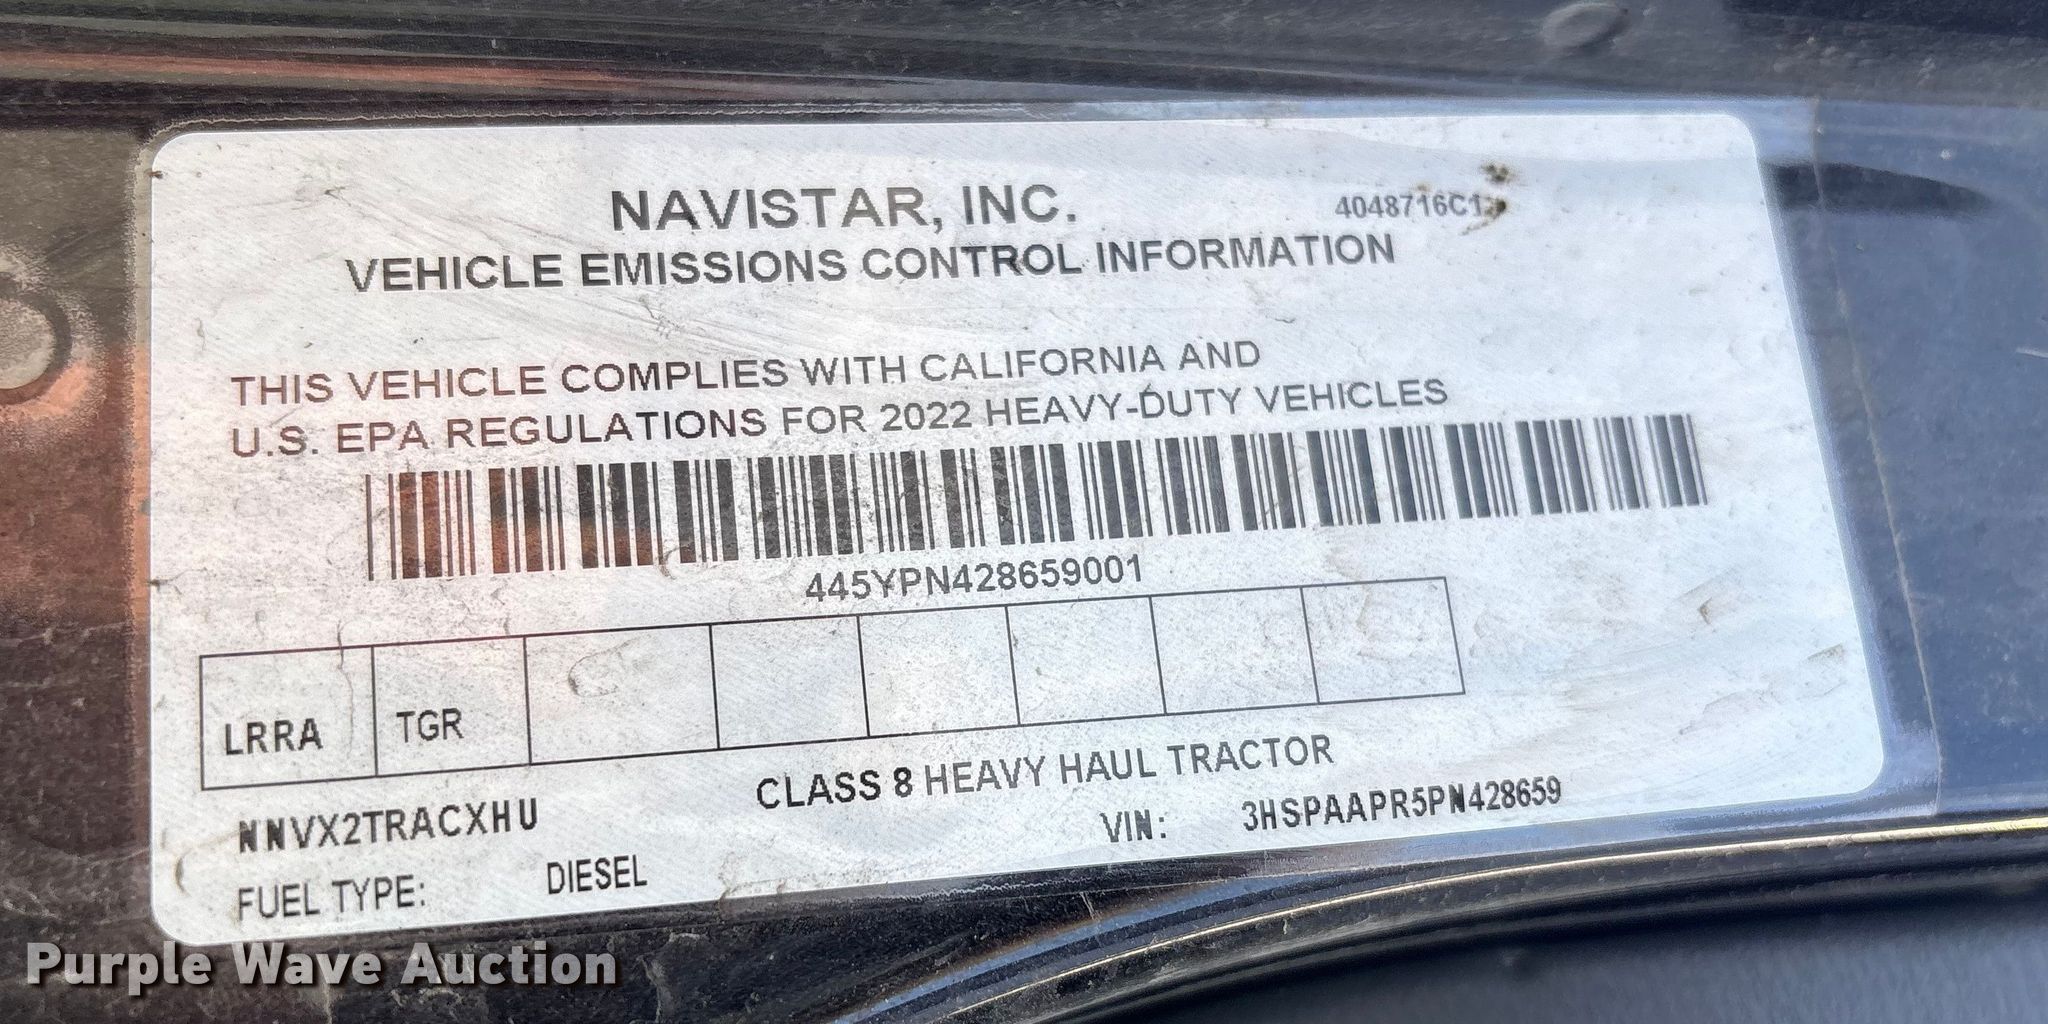 NAVISTAR, INC.
VEHICLE EMISSIONS CONTROL INFORMATION
THIS VEHICLE COMPLIES WITH CALIFORNIA AND
U.S. EPA REGULATIONS FOR 2022 HEAVY-DUTY VEHICLES
445YPN428659001
LRRA TGR
CLASS 8 HEAVY HAUL TRACTOR
NNVX2TRACXHU
VIN: 3HSPAAPR5PN428659
FUEL TYPE: DIESEL
Purple Wave Auction